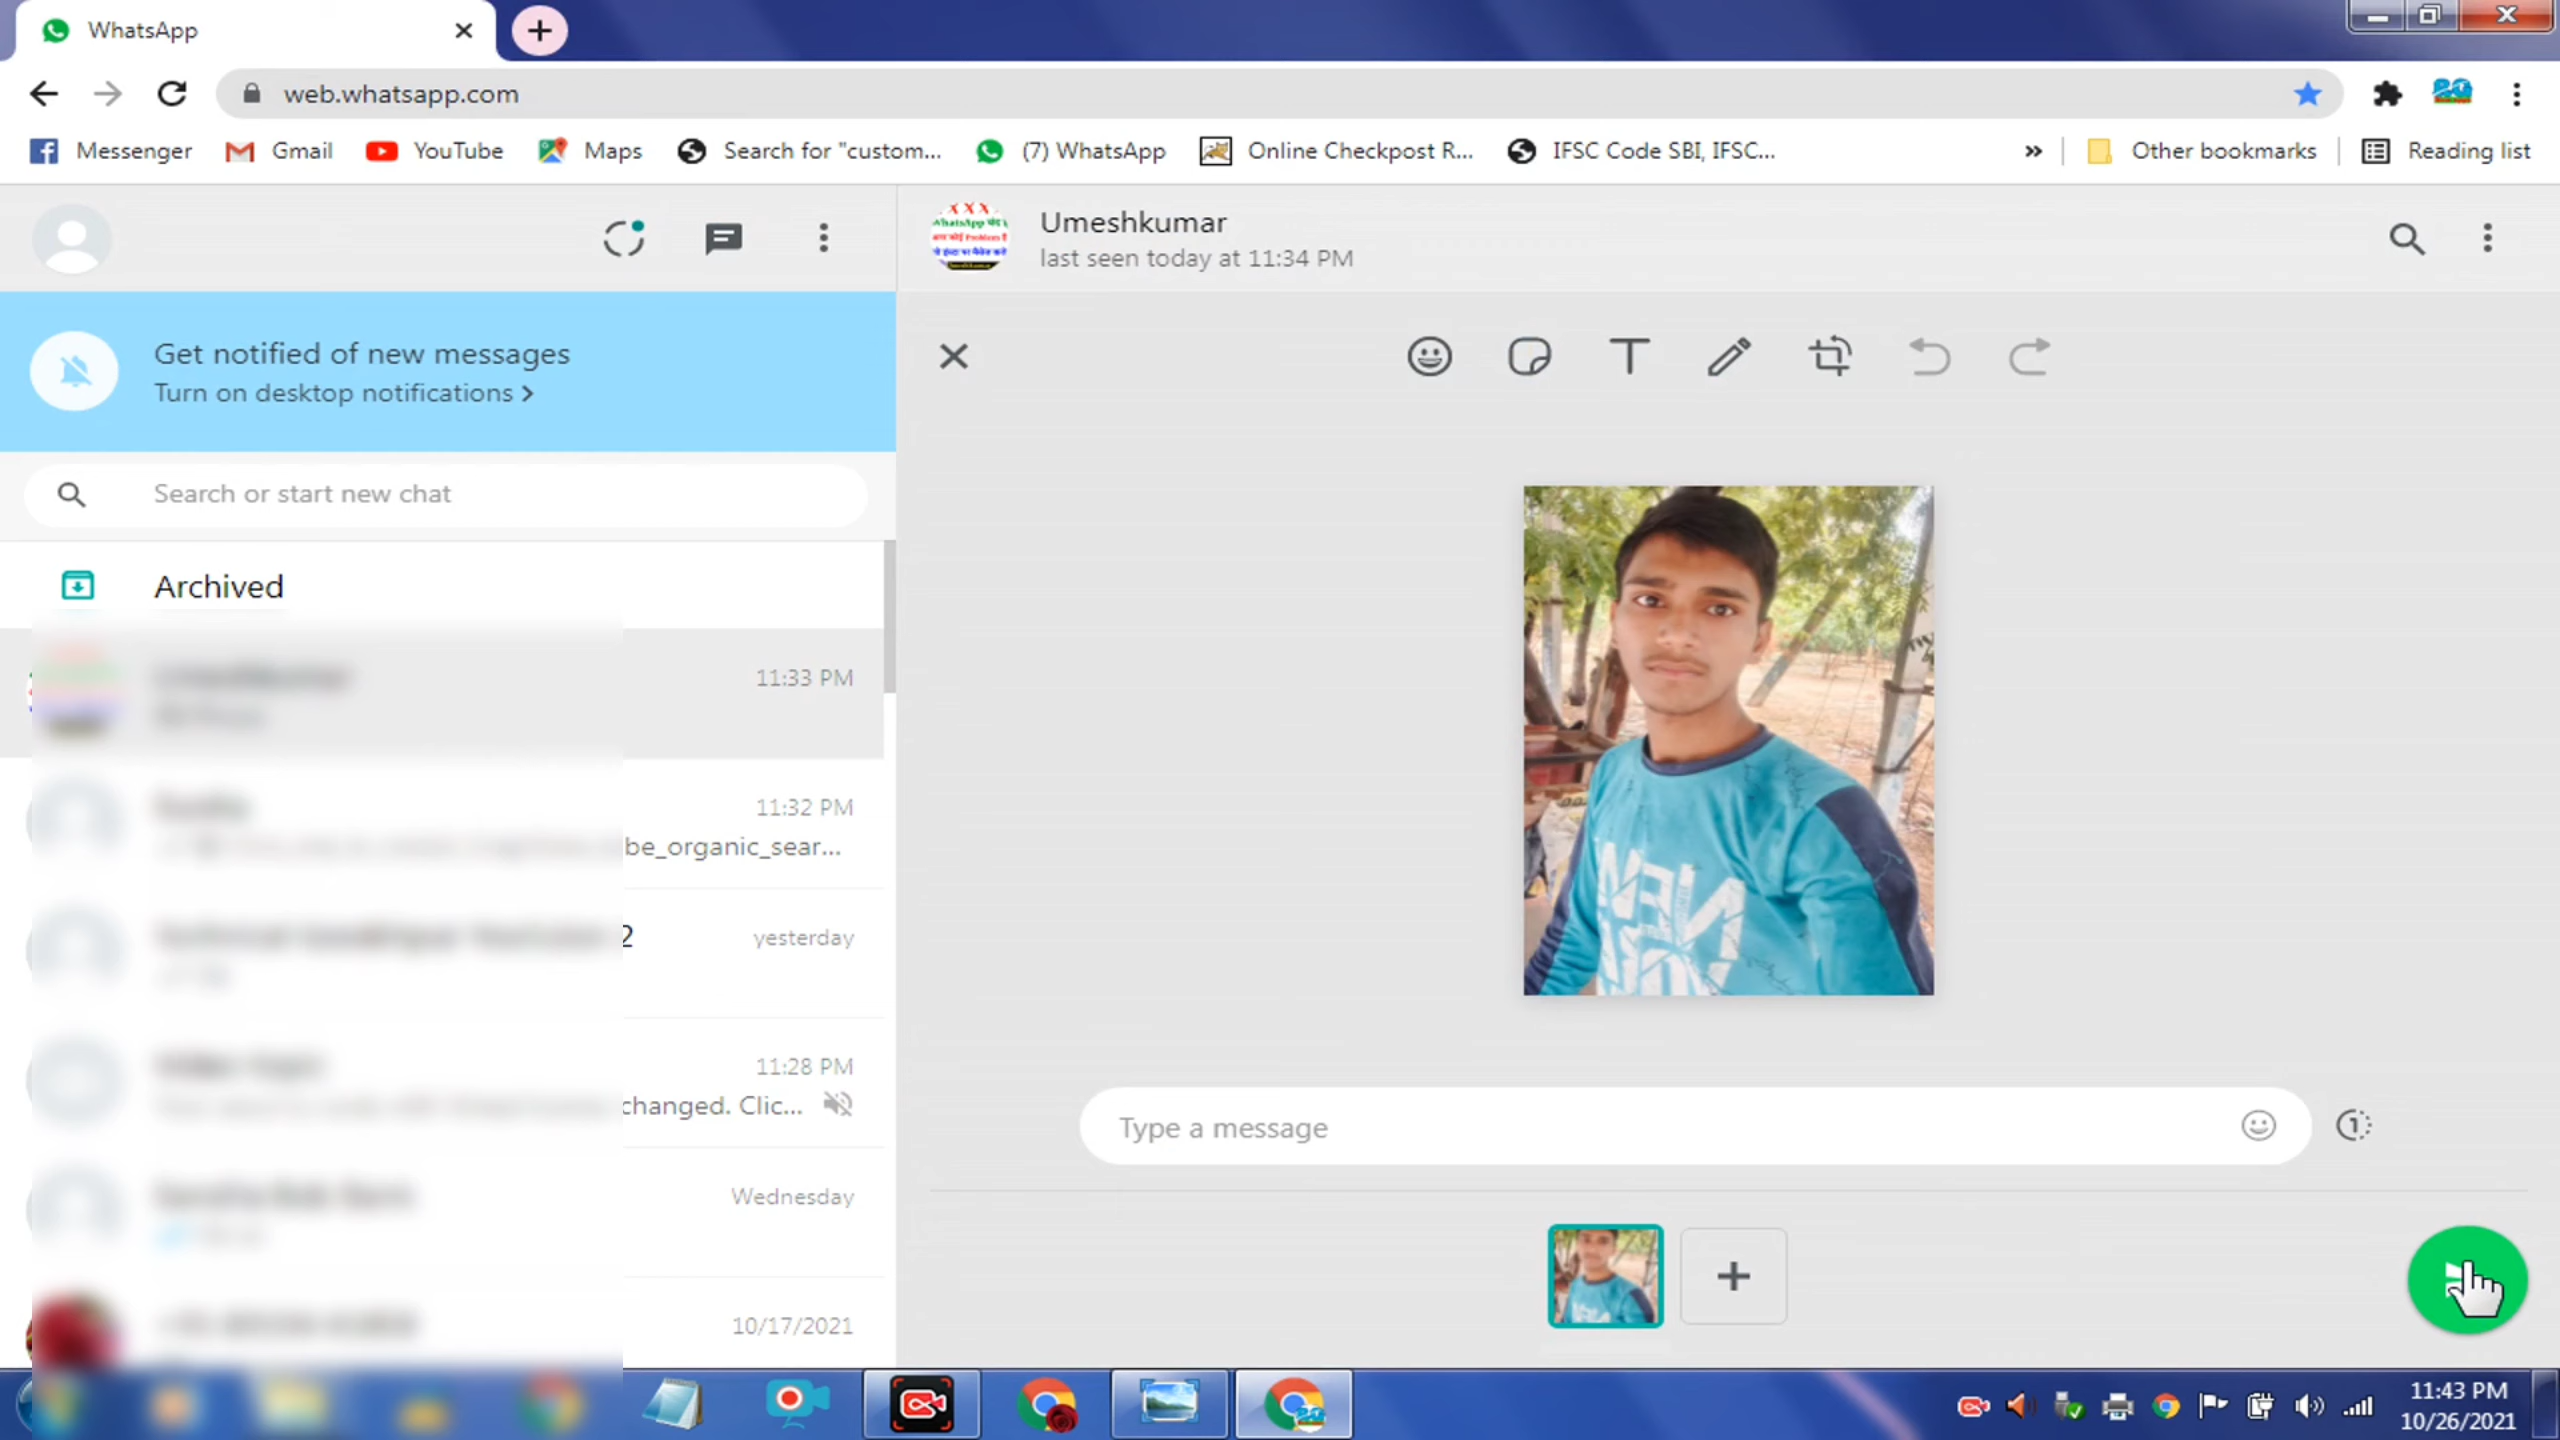 WhatsApp
web.whatsapp.com
Messenger
Gmail
YouTube
Maps
Search for "custom...
(7) WhatsApp
Online Checkpost R...
IFSC Code SBI, IFSC...
»
Other bookmarks
Reading list
Umeshkumar
last seen today at 11:34 PM
Get notified of new messages
Turn on desktop notifications >
Search or start new chat
Archived
11:33 PM
11:32 PM
be_organic_sear...
2
yesterday
11:28 PM
changed. Clic...
Wednesday
10/17/2021
Type a message
11:43 PM
10/26/2021